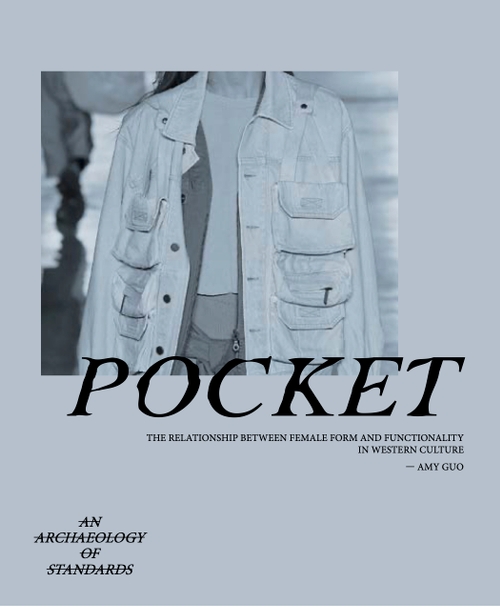 POCKET
THE RELATIONSHIP BETWEEN FEMALE FORM AND FUNCTIONALITY
IN WESTERN CULTURE
— AMY GUO
AN
ARCHAEOLOGY
OF
STANDARDS